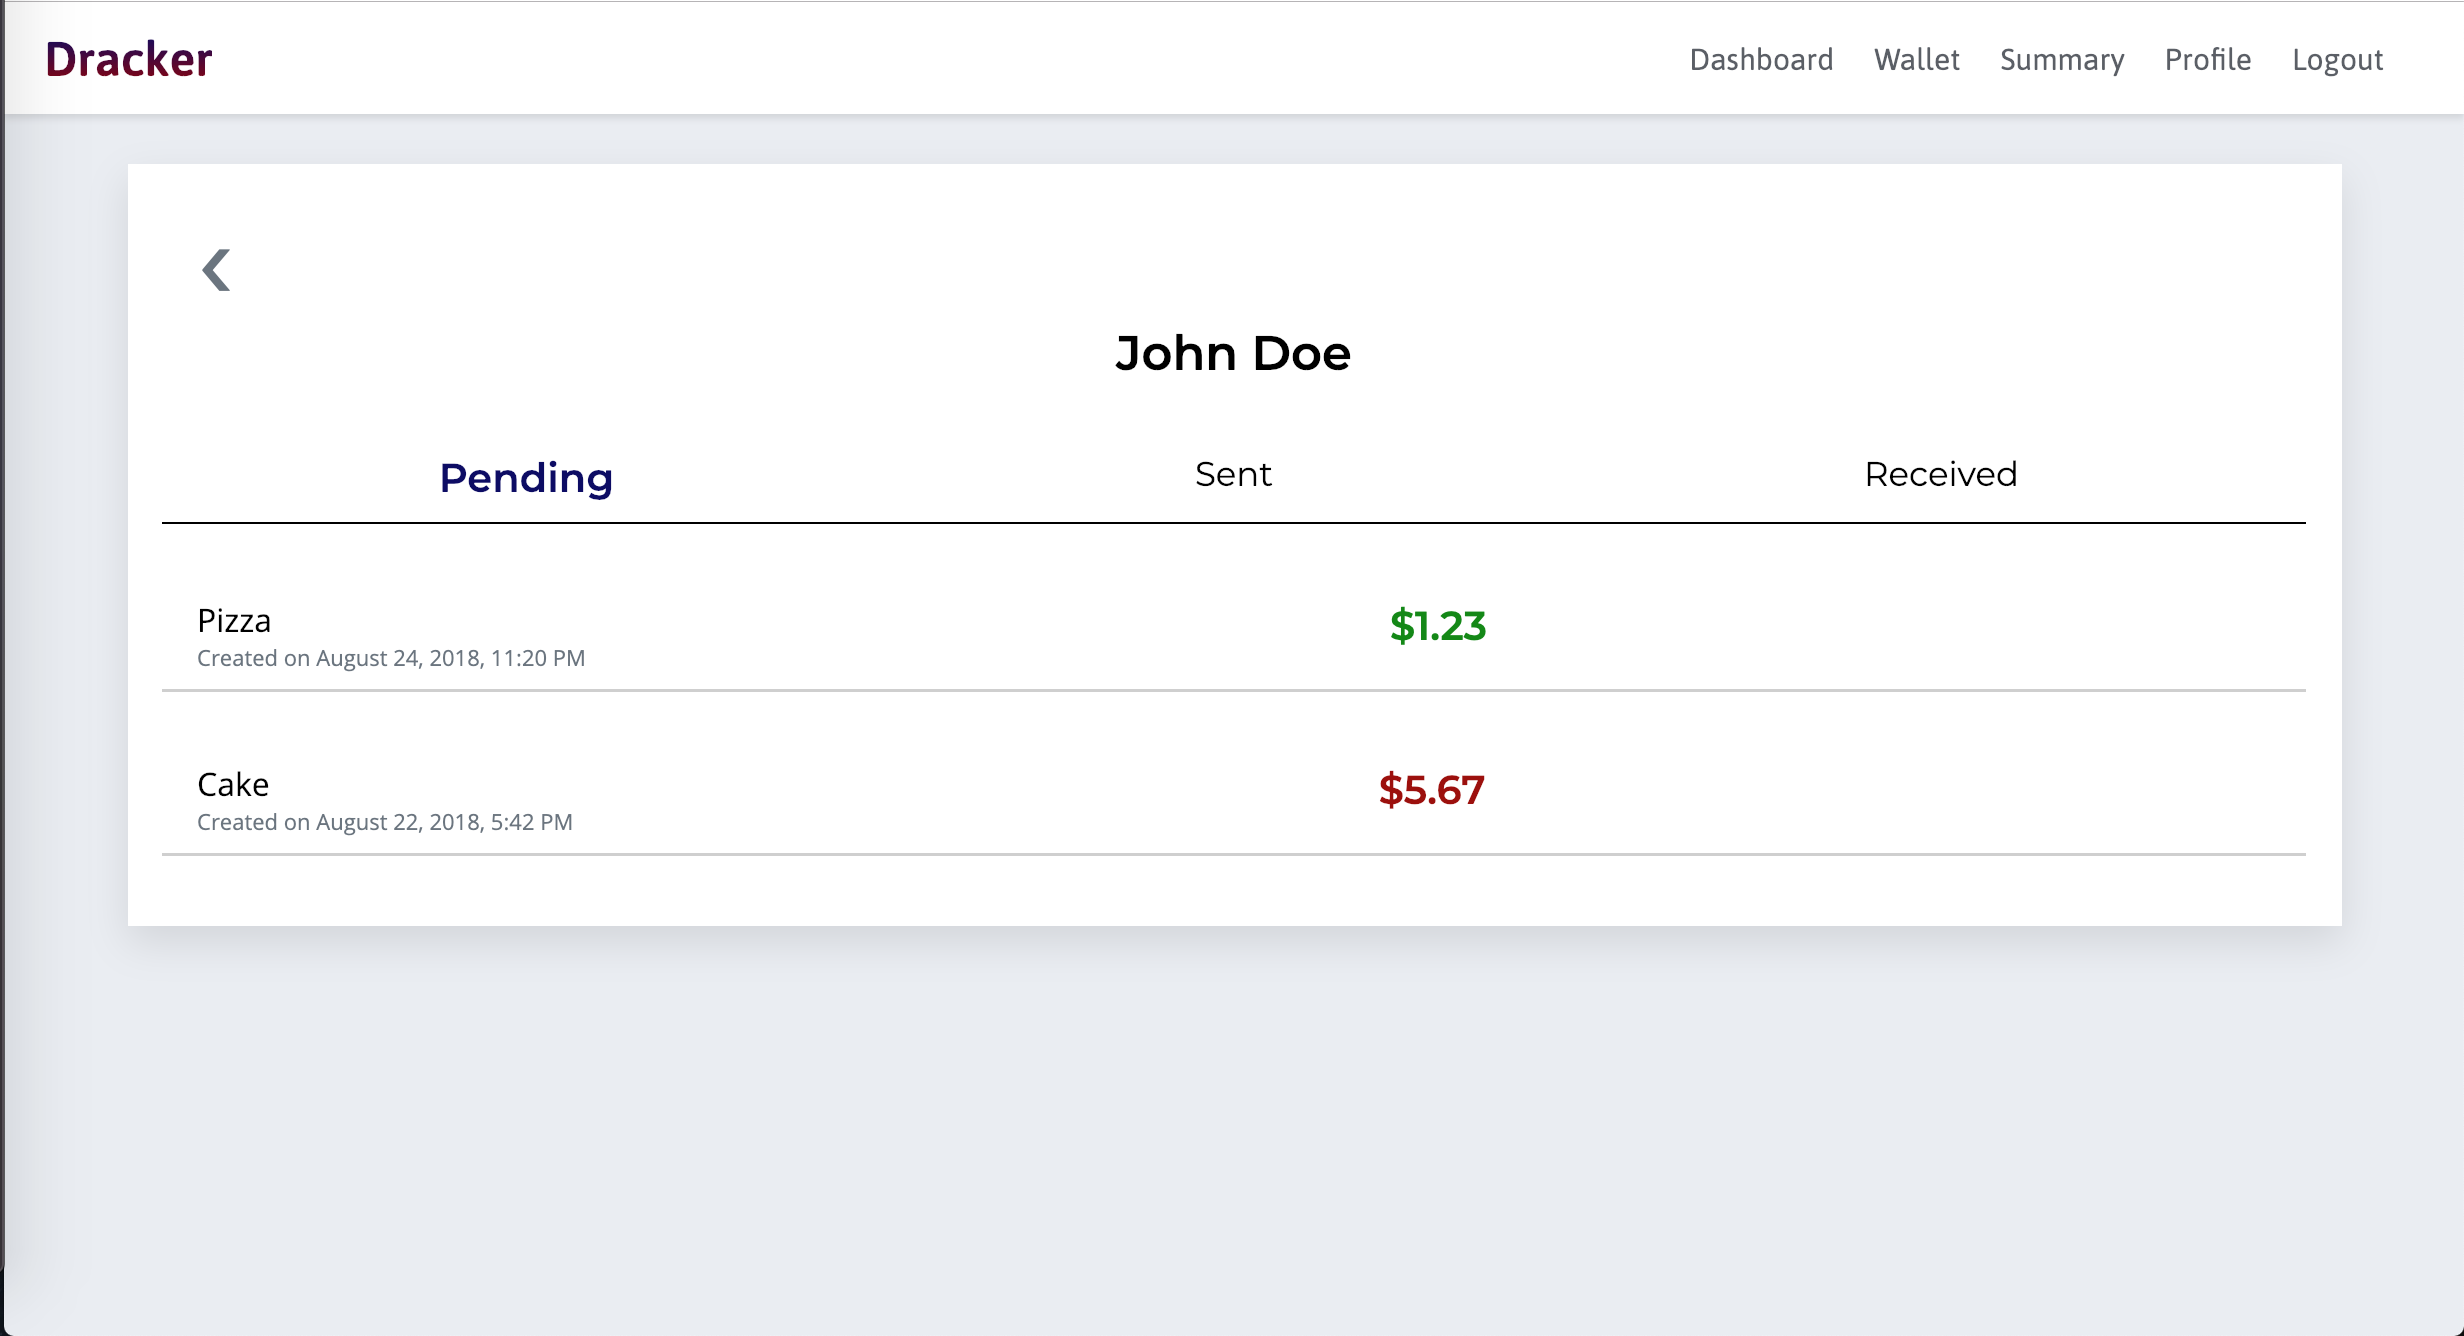 Dracker
Dashboard Wallet Summary Profile Logout
John Doe
Pending Sent Received
Pizza
$1.23
Created on August 24, 2018, 11:20 PM
Cake
$5.67
Created on August 22, 2018, 5:42 PM